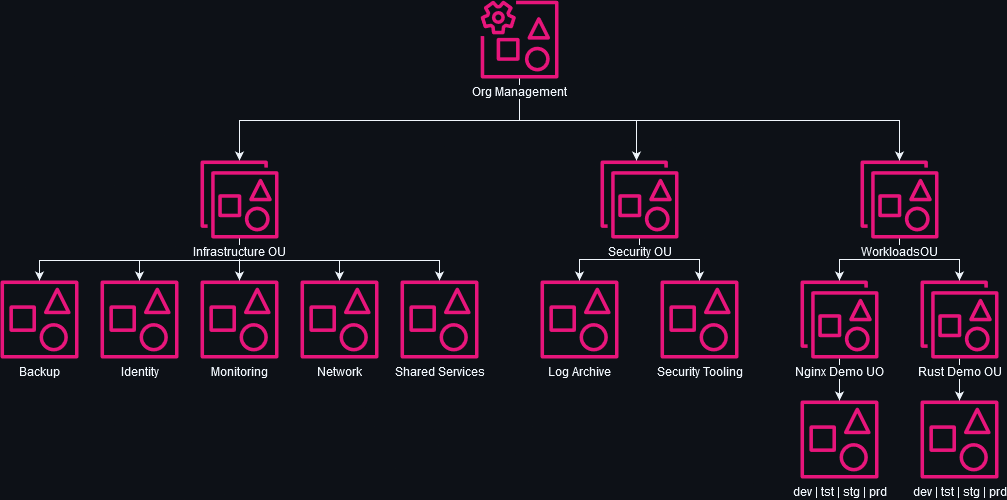 Org Management
Infrastructure OU
Security OU
WorkloadsOU
Backup
Identity
Monitoring
Network
Shared Services
Log Archive
Security Tooling
Nginx Demo UO
Rust Demo OU
dev | tst | stg | prd
dev | tst | stg | prd